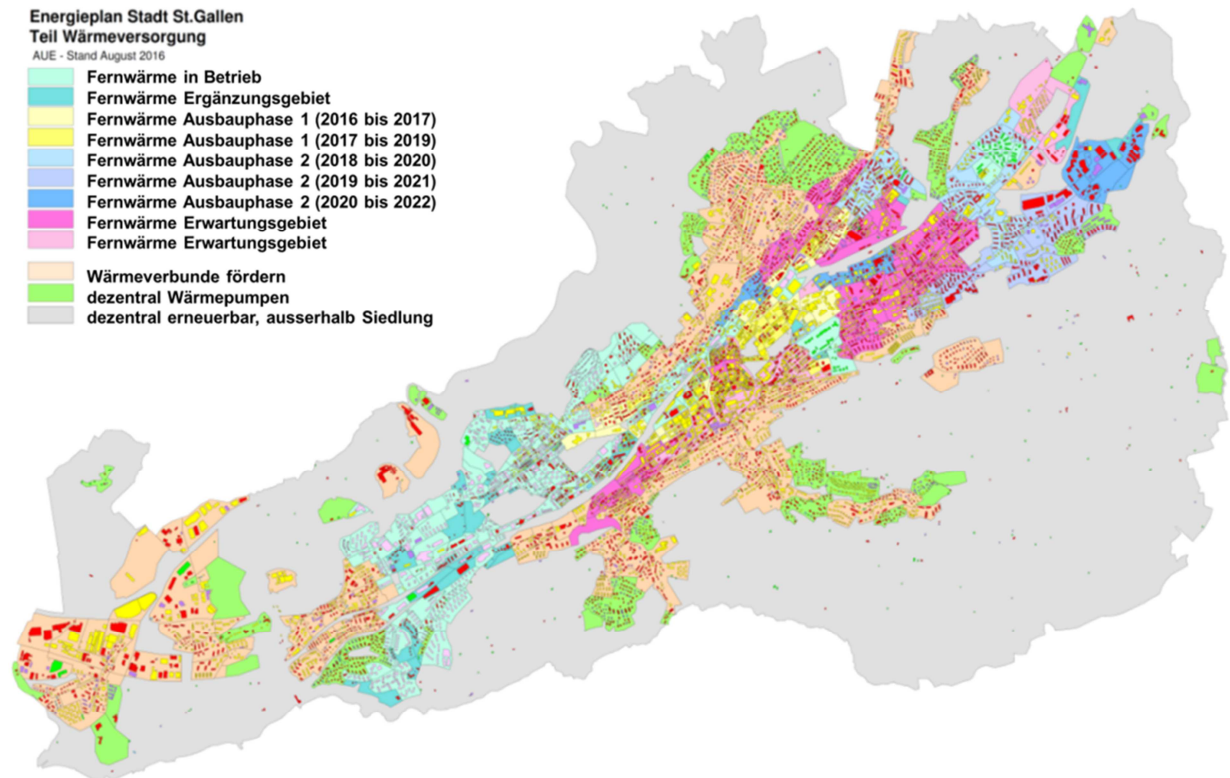 Energieplan Stadt St.Gallen
Teil Wärmeversorgung
AUE - Stand August 2016
Fernwärme in Betrieb
Fernwärme Ergänzungsgebiet
Fernwärme Ausbauphase 1 (2016 bis 2017)
Fernwärme Ausbauphase 1 (2017 bis 2019)
Fernwärme Ausbauphase 2 (2018 bis 2020)
Fernwärme Ausbauphase 2 (2019 bis 2021)
Fernwärme Ausbauphase 2 (2020 bis 2022)
Fernwärme Erwartungsgebiet
Fernwärme Erwartungsgebiet
Wärmeverbunde fördern
dezentral Wärmepumpen
dezentral erneuerbar, ausserhalb Siedlung